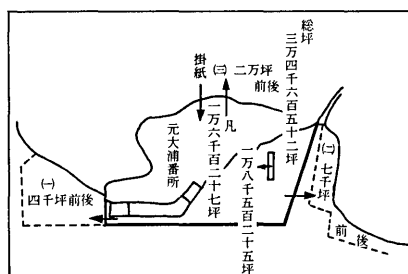 総坪
三万四千六百五十二坪
㈡ 七千坪
前後
一万八千五百二十五坪
㈢ 二万坪
前後
凡
一万六千百二十七坪
掛紙
元大浦番所
㈠
四千坪前後